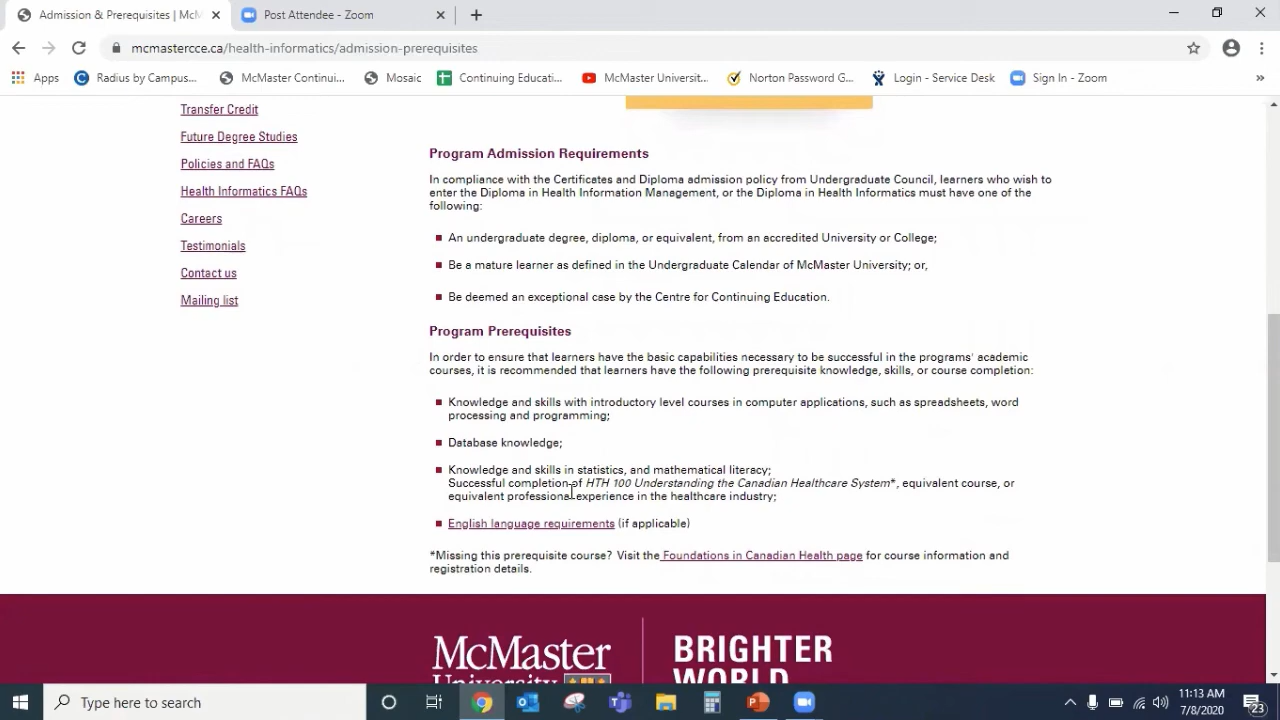 Admission & Prerequisites | McM
Post Attendee - Zoom
mcmastercce.ca/health-informatics/admission-prerequisites
Apps
Radius by Campus...
McMaster Continui...
Mosaic
Continuing Educati...
McMaster Universit...
Norton Password G...
Login - Service Desk
Sign In - Zoom
»
Transfer Credit
Future Degree Studies
Policies and FAQs
Health Informatics FAQs
Careers
Testimonials
Contact us
Mailing list
Program Admission Requirements
In compliance with the Certificates and Diploma admission policy from Undergraduate Council, learners who wish to
enter the Diploma in Health Information Management, or the Diploma in Health Informatics must have one of the
following:
An undergraduate degree, diploma, or equivalent, from an accredited University or College;
Be a mature learner as defined in the Undergraduate Calendar of McMaster University; or,
Be deemed an exceptional case by the Centre for Continuing Education.
Program Prerequisites
In order to ensure that learners have the basic capabilities necessary to be successful in the programs' academic
courses, it is recommended that learners have the following prerequisite knowledge, skills, or course completion:
Knowledge and skills with introductory level courses in computer applications, such as spreadsheets, word
processing and programming;
Database knowledge;
Knowledge and skills in statistics, and mathematical literacy;
Successful completion of HTH 100 Understanding the Canadian Healthcare System*, equivalent course, or
equivalent professional experience in the healthcare industry;
English language requirements (if applicable)
*Missing this prerequisite course? Visit the Foundations in Canadian Health page for course information and
registration details.
McMaster
University
BRIGHTER
WORLD
Type here to search
11:13 AM
7/8/2020
23